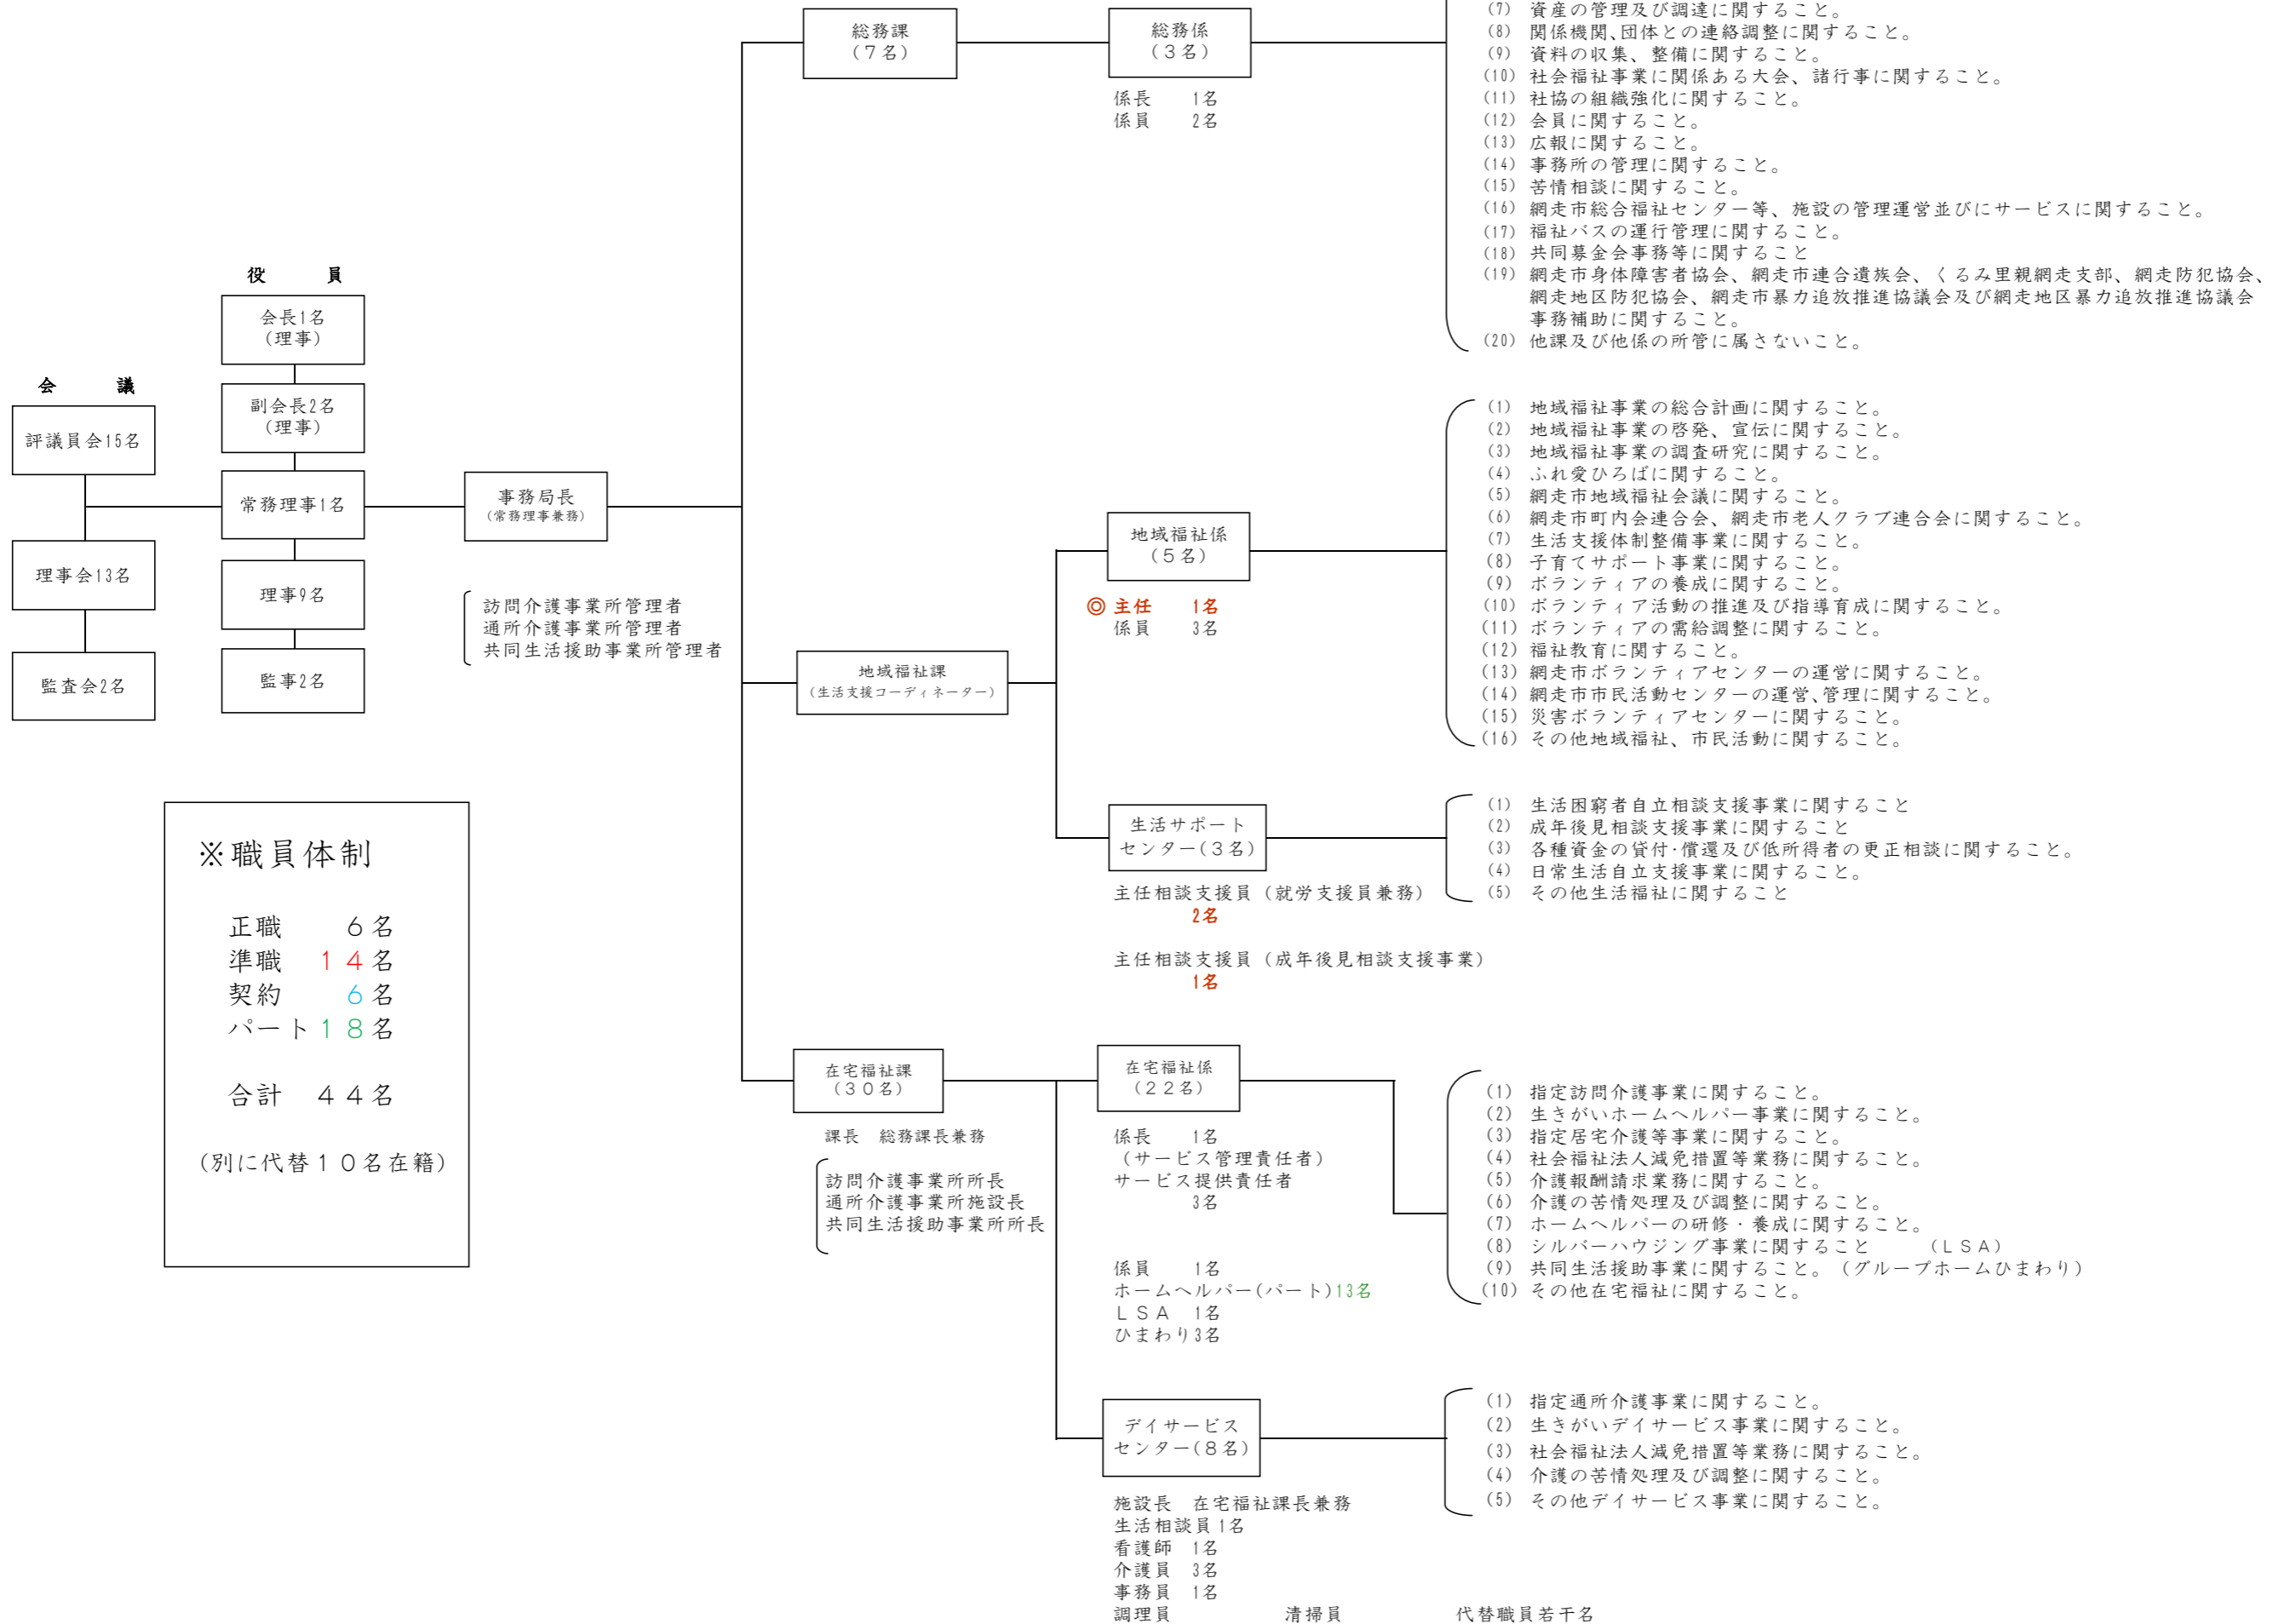 会　　議
評議員会15名
理事会13名
監査会2名
役　　員
会長1名
(理事)
副会長2名
(理事)
常務理事1名
理事9名
監事2名
事務局長
(常務理事兼務)
訪問介護事業所管理者
通所介護事業所管理者
共同生活援助事業所管理者
※職員体制
正職　　６名
準職　１４名
契約　　６名
パート１８名
合計　４４名
(別に代替１０名在籍)
総務課
(７名)
総務係
(３名)
係長　1名
係員　2名
(7) 資産の管理及び調達に関すること。
(8) 関係機関、団体との連絡調整に関すること。
(9) 資料の収集、整備に関すること。
(10) 社会福祉事業に関係ある大会、諸行事に関すること。
(11) 社協の組織強化に関すること。
(12) 会員に関すること。
(13) 広報に関すること。
(14) 事務所の管理に関すること。
(15) 苦情相談に関すること。
(16) 網走市総合福祉センター等、施設の管理運営並びにサービスに関すること。
(17) 福祉バスの運行管理に関すること。
(18) 共同募金会事務等に関すること
(19) 網走市身体障害者協会、網走市連合遺族会、くるみ里親網走支部、網走防犯協会、
網走地区防犯協会、網走市暴力追放推進協議会及び網走地区暴力追放推進協議会
事務補助に関すること。
(20) 他課及び他係の所管に属さないこと。
地域福祉課
(生活支援コーディネーター)
地域福祉係
(５名)
◎主任　1名
係員　3名
(1) 地域福祉事業の総合計画に関すること。
(2) 地域福祉事業の啓発、宣伝に関すること。
(3) 地域福祉事業の調査研究に関すること。
(4) ふれ愛ひろばに関すること。
(5) 網走市地域福祉会議に関すること。
(6) 網走市町内会連合会、網走市老人クラブ連合会に関すること。
(7) 生活支援体制整備事業に関すること。
(8) 子育てサポート事業に関すること。
(9) ボランティアの養成に関すること。
(10) ボランティア活動の推進及び指導育成に関すること。
(11) ボランティアの需給調整に関すること。
(12) 福祉教育に関すること。
(13) 網走市ボランティアセンターの運営に関すること。
(14) 網走市市民活動センターの運営、管理に関すること。
(15) 災害ボランティアセンターに関すること。
(16) その他地域福祉、市民活動に関すること。
生活サポート
センター(３名)
主任相談支援員（就労支援員兼務）
2名
主任相談支援員（成年後見相談支援事業）
1名
(1) 生活困窮者自立相談支援事業に関すること
(2) 成年後見相談支援事業に関すること
(3) 各種資金の貸付・償還及び低所得者の更正相談に関すること。
(4) 日常生活自立支援事業に関すること。
(5) その他生活福祉に関すること
在宅福祉課
(３０名)
課長　総務課長兼務
訪問介護事業所所長
通所介護事業所施設長
共同生活援助事業所所長
在宅福祉係
(２２名)
係長　1名
（サービス管理責任者）
サービス提供責任者
3名
係員　1名
ホームヘルパー(パート)13名
ＬＳＡ　1名
ひまわり3名
(1) 指定訪問介護事業に関すること。
(2) 生きがいホームヘルパー事業に関すること。
(3) 指定居宅介護等事業に関すること。
(4) 社会福祉法人減免措置等業務に関すること。
(5) 介護報酬請求業務に関すること。
(6) 介護の苦情処理及び調整に関すること。
(7) ホームヘルパーの研修・養成に関すること。
(8) シルバーハウジング事業に関すること　　（ＬＳＡ）
(9) 共同生活援助事業に関すること。（グループホームひまわり）
(10) その他在宅福祉に関すること。
デイサービス
センター(８名)
施設長　在宅福祉課長兼務
生活相談員 1名
看護師　1名
介護員　3名
事務員　1名
調理員　　　清掃員　　　代替職員若干名
(1) 指定通所介護事業に関すること。
(2) 生きがいデイサービス事業に関すること。
(3) 社会福祉法人減免措置等業務に関すること。
(4) 介護の苦情処理及び調整に関すること。
(5) その他デイサービス事業に関すること。